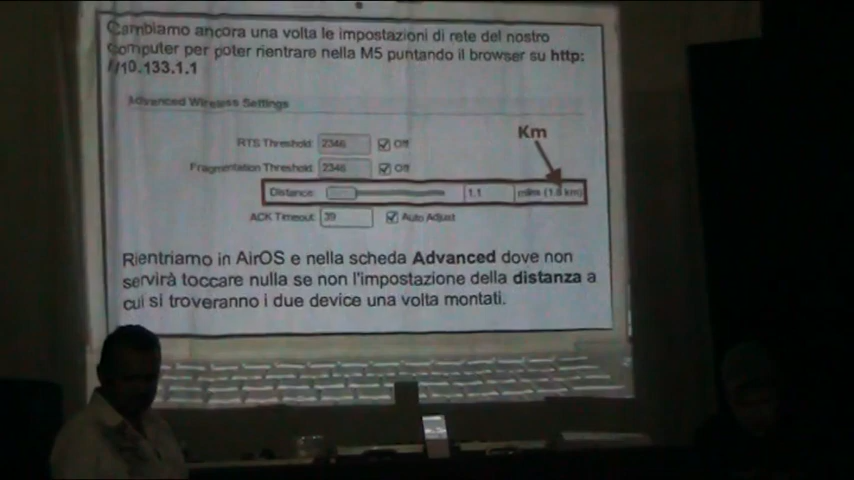 Cambiamo ancora una volta le impostazioni di rete del nostro
Computer per poter rientrare nella M5 puntando il browser su http:
//10.133.1.1
Advanced Wireless Settings
Km
RTS Threshold: 2346 Off
Fragmentation Threshold: 2346 Off
Distance: 1.1 miles (1.8 km)
ACK Timeout: 39 Auto Adjust
Rientriamo in AirOS e nella scheda Advanced dove non
servirà toccare nulla se non l'impostazione della distanza a
cui si troveranno i due device una volta montati.